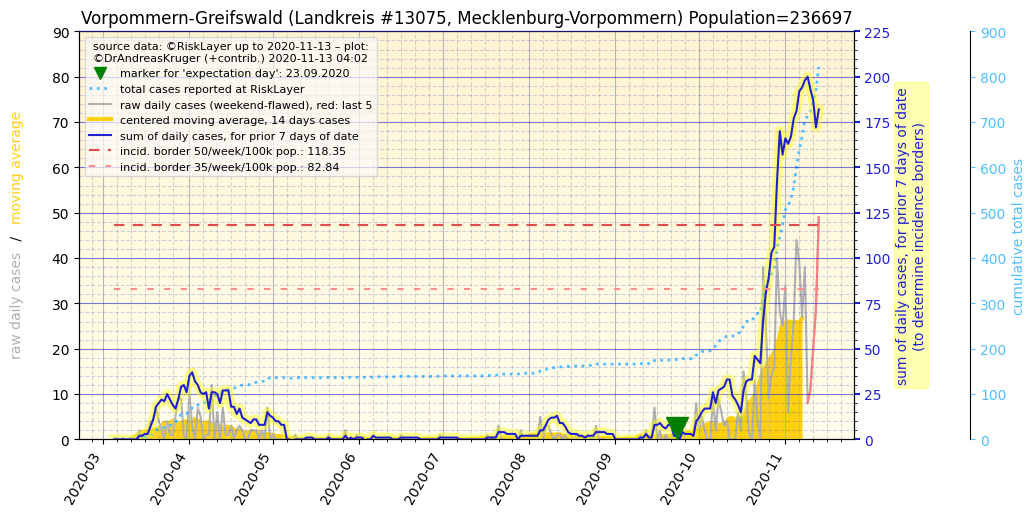 Vorpommern-Greifswald (Landkreis #13075, Mecklenburg-Vorpommern) Population=236697
source data: ©RiskLayer up to 2020-11-13 – plot:
©DrAndreasKruger (+contrib.) 2020-11-13 04:02
marker for 'expectation day': 23.09.2020
total cases reported at RiskLayer
raw daily cases (weekend-flawed), red: last 5
centered moving average, 14 days cases
sum of daily cases, for prior 7 days of date
incid. border 50/week/100k pop.: 118.35
incid. border 35/week/100k pop.: 82.84
raw daily cases / moving average
90
80
70
60
50
40
30
20
10
0
2020-03
2020-04
2020-05
2020-06
2020-07
2020-08
2020-09
2020-10
2020-11
225
200
175
150
125
100
75
50
25
0
sum of daily cases, for prior 7 days of date
(to determine incidence borders)
900
800
700
600
500
400
300
200
100
0
cumulative total cases